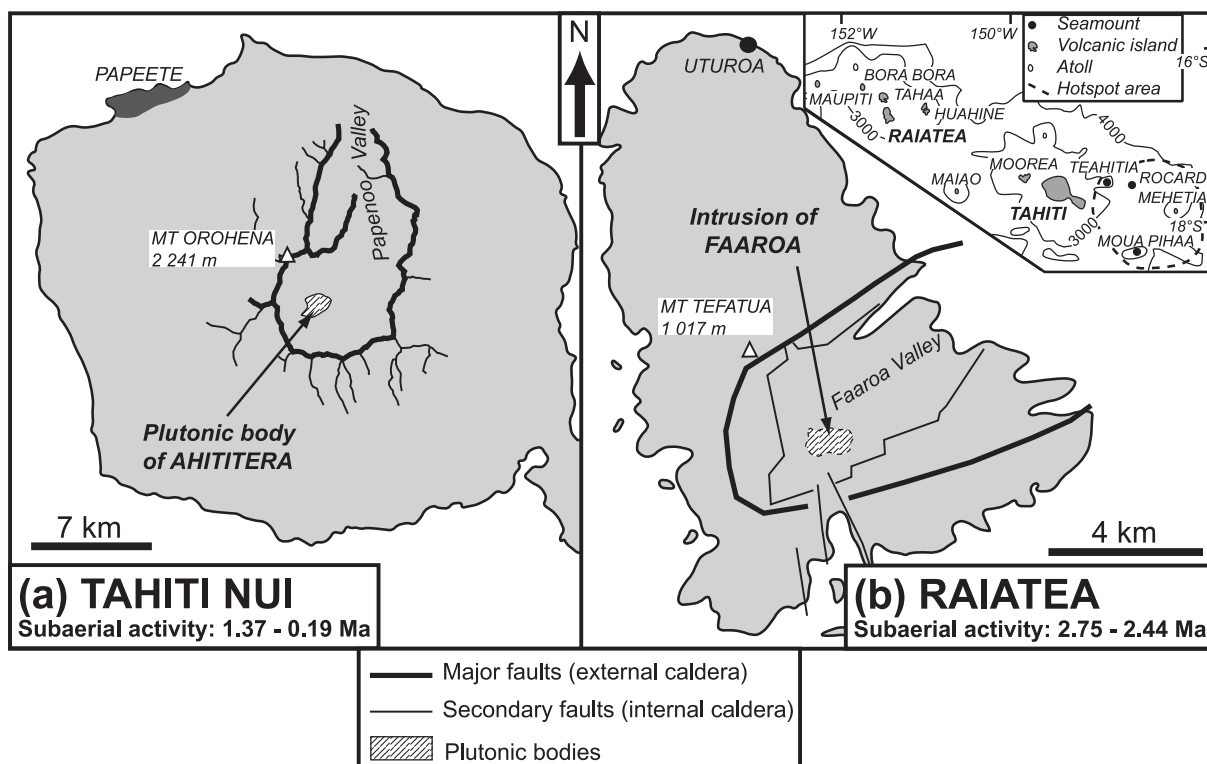 PAPEETE
Papenoo Valley
MT OROHENA
2 241 m
Plutonic body
of AHITITERA
7 km
(a) TAHITI NUI
Subaerial activity: 1.37 - 0.19 Ma
N
UTUROA
Intrusion of
FAAROA
MT TEFATUA
1 017 m
Faaroa Valley
4 km
(b) RAIATEA
Subaerial activity: 2.75 - 2.44 Ma
152°W
150°W
16°S
Seamount
Volcanic island
Atoll
Hotspot area
BORA BORA
MAUPITI
TAHAA
HUAHINE
3000
RAIATEA
4000
MOOREA
TEAHITIA
ROCARD
MAIAO
MEHETIA
TAHITI
18°S
3000
MOUA PIHAA
Major faults (external caldera)
Secondary faults (internal caldera)
Plutonic bodies